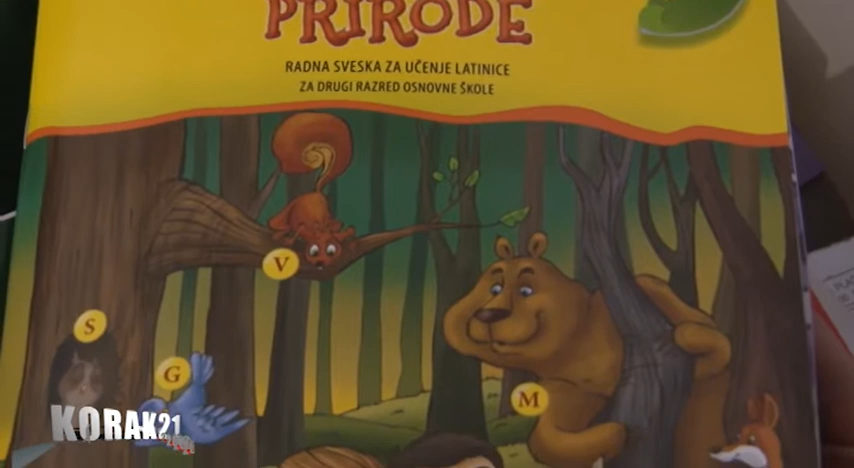 PRIRODE
RADNA SVESKA ZA UČENJE LATINICE
ZA DRUGI RAZRED OSNOVNE ŠKOLE
V
S
G
M
KORAK21